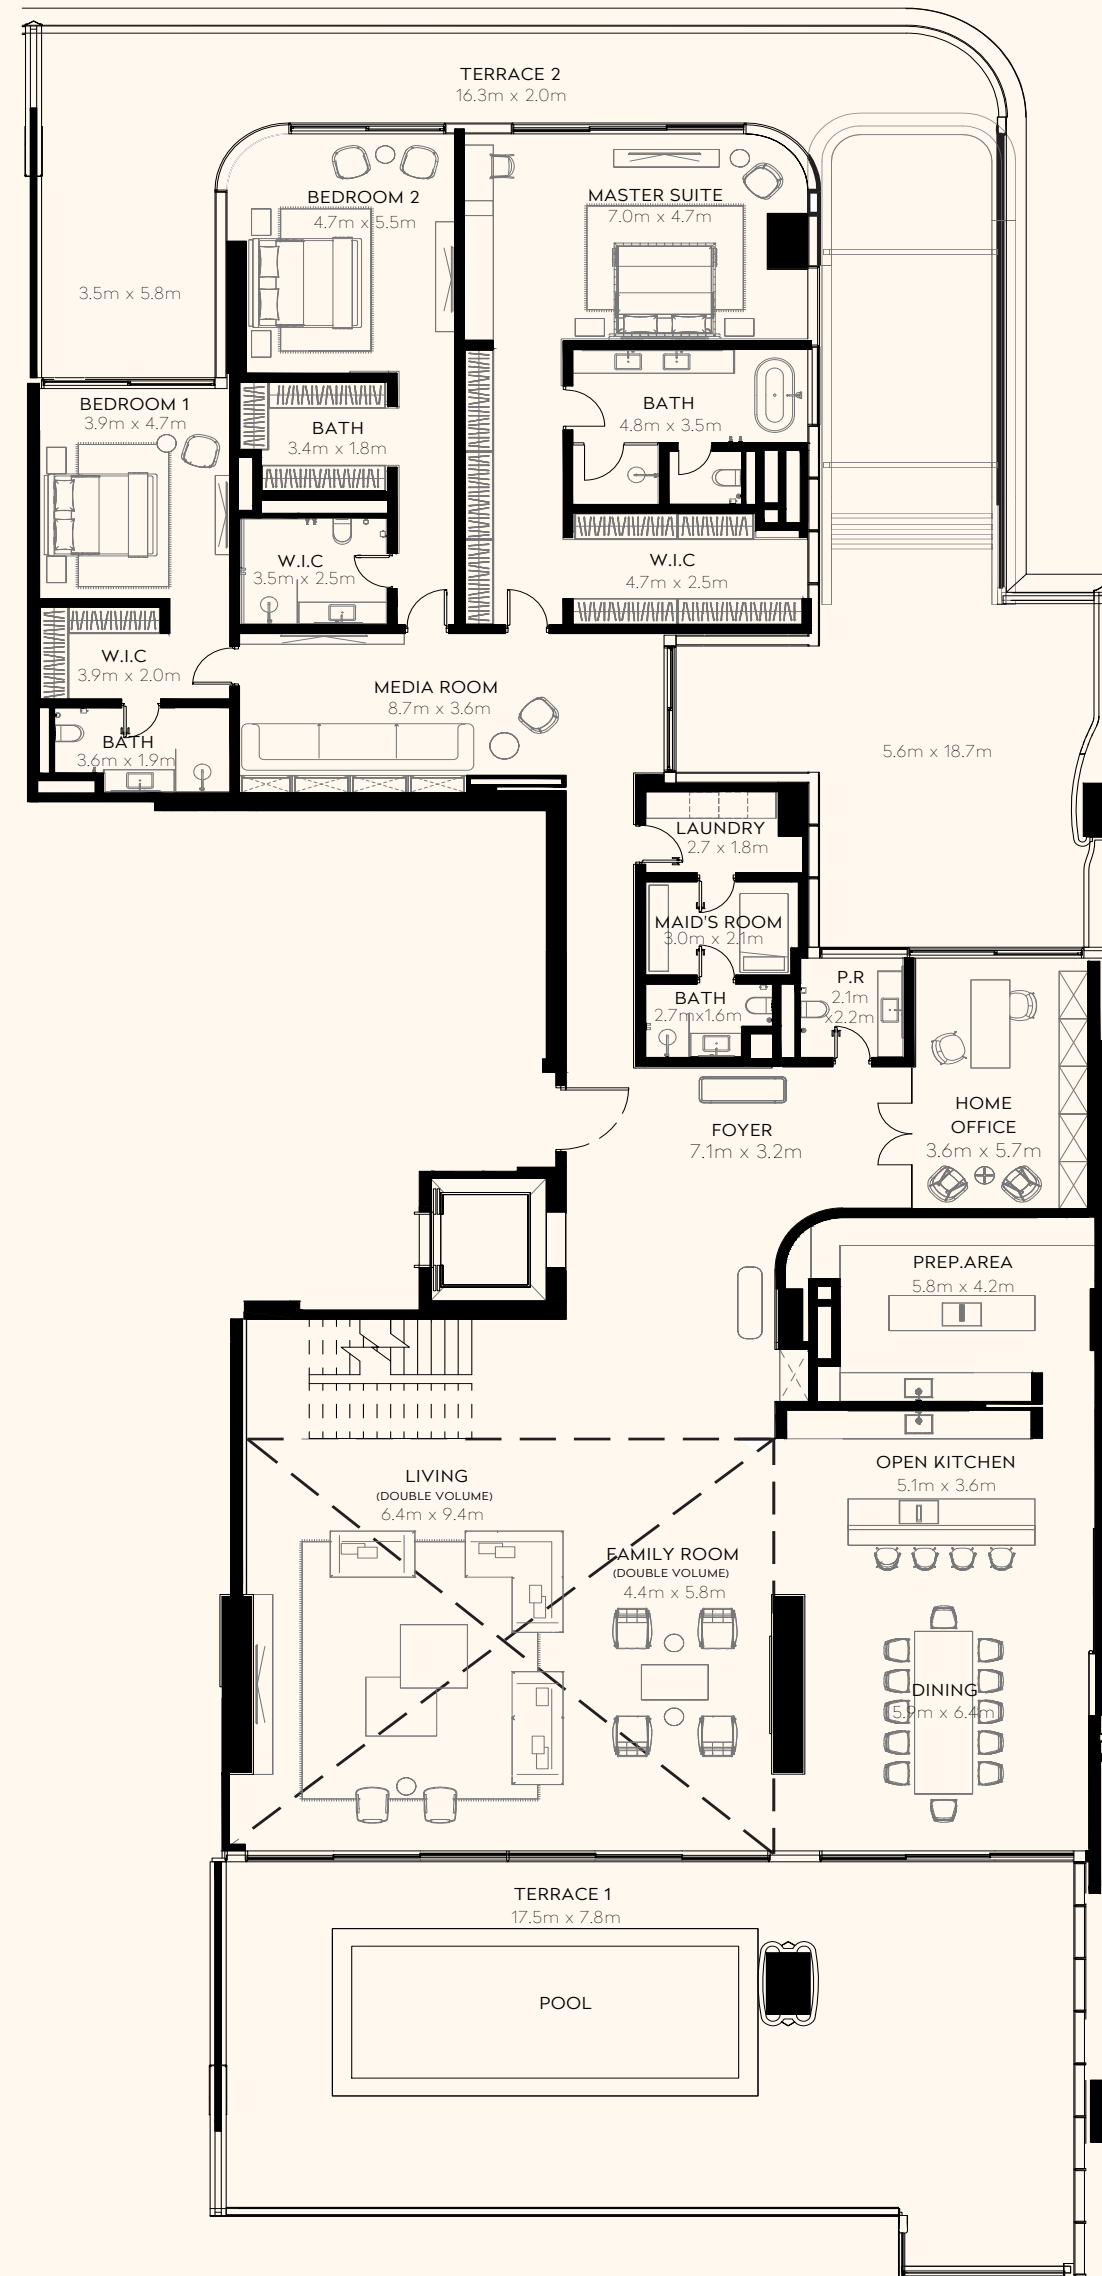 TERRACE 2
16.3m x 2.0m
BEDROOM 2
4.7m x 5.5m
MASTER SUITE
7.0m x 4.7m
3.5m x 5.8m
BEDROOM 1
3.9m x 4.7m
BATH
3.4m x 1.8m
BATH
4.8m x 3.5m
W.I.C
3.5m x 2.5m
W.I.C
4.7m x 2.5m
W.I.C
3.9m x 2.0m
MEDIA ROOM
8.7m x 3.6m
BATH
3.6m x 1.9m
5.6m x 18.7m
LAUNDRY
2.7 x 1.8m
MAID'S ROOM
3.0m x 2.1m
P.R
2.1m
x2.2m
BATH
2.7mx1.6m
HOME
OFFICE
3.6m x 5.7m
FOYER
7.1m x 3.2m
PREP.AREA
5.8m x 4.2m
OPEN KITCHEN
5.1m x 3.6m
LIVING
(DOUBLE VOLUME)
6.4m x 9.4m
FAMILY ROOM
(DOUBLE VOLUME)
4.4m x 5.8m
DINING
5.9m x 6.4m
TERRACE 1
17.5m x 7.8m
POOL